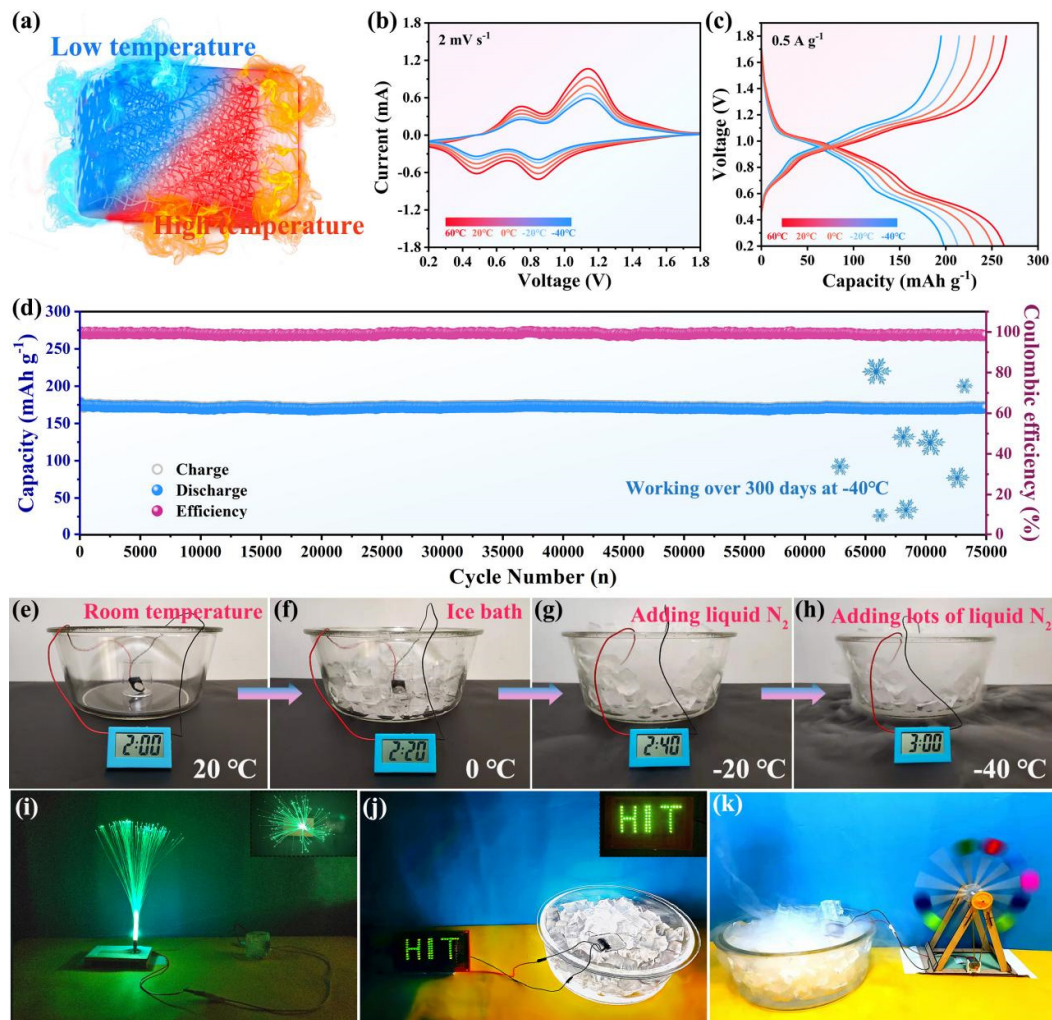 (a)
Low temperature
High temperature
(b)
2 mV s⁻¹
Current (mA)
1.8
1.2
0.6
0.0
-0.6
-1.2
-1.8
60℃ 20℃ 0℃ -20℃ -40℃
0.2 0.4 0.6 0.8 1.0 1.2 1.4 1.6 1.8
Voltage (V)
(c)
0.5 A g⁻¹
Voltage (V)
1.8
1.6
1.4
1.2
1.0
0.8
0.6
0.4
0.2
60℃ 20℃ 0℃ -20℃ -40℃
0 50 100 150 200 250 300
Capacity (mAh g⁻¹)
(d)
Capacity (mAh g⁻¹)
300
250
200
150
100
50
0
Charge
Discharge
Efficiency
Working over 300 days at -40℃
100
80
60
40
20
0
Coulombic efficiency (%)
0 5000 10000 15000 20000 25000 30000 35000 40000 45000 50000 55000 60000 65000 70000 75000
Cycle Number (n)
(e)
Room temperature
2:00
20 ℃
(f)
Ice bath
2:20
0 ℃
(g)
Adding liquid N₂
2:40
-20 ℃
(h)
Adding lots of liquid N₂
3:00
-40 ℃
(i)
(j)
HIT
HIT
(k)